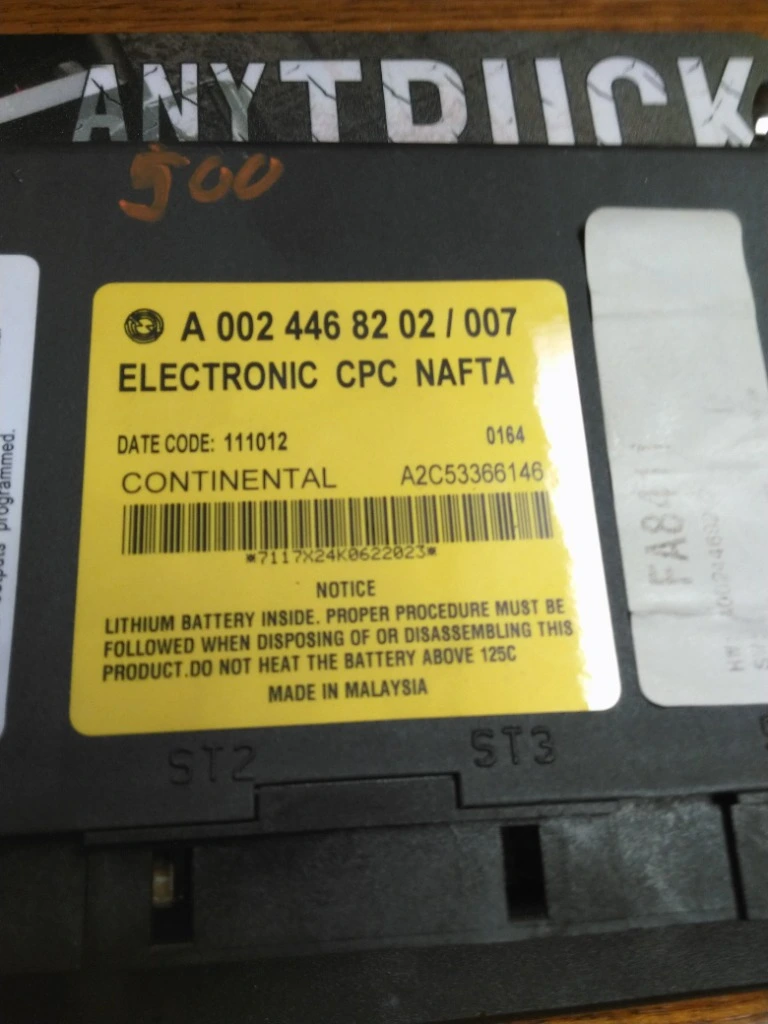 ANYTRUCK
500
A 002 446 82 02 / 007
ELECTRONIC CPC NAFTA
DATE CODE: 111012 0164
CONTINENTAL A2C53366146
*7117X24K0622023*
NOTICE
LITHIUM BATTERY INSIDE. PROPER PROCEDURE MUST BE
FOLLOWED WHEN DISPOSING OF OR DISASSEMBLING THIS
PRODUCT.DO NOT HEAT THE BATTERY ABOVE 125C
MADE IN MALAYSIA
programmed.
HW
ST2 ST3